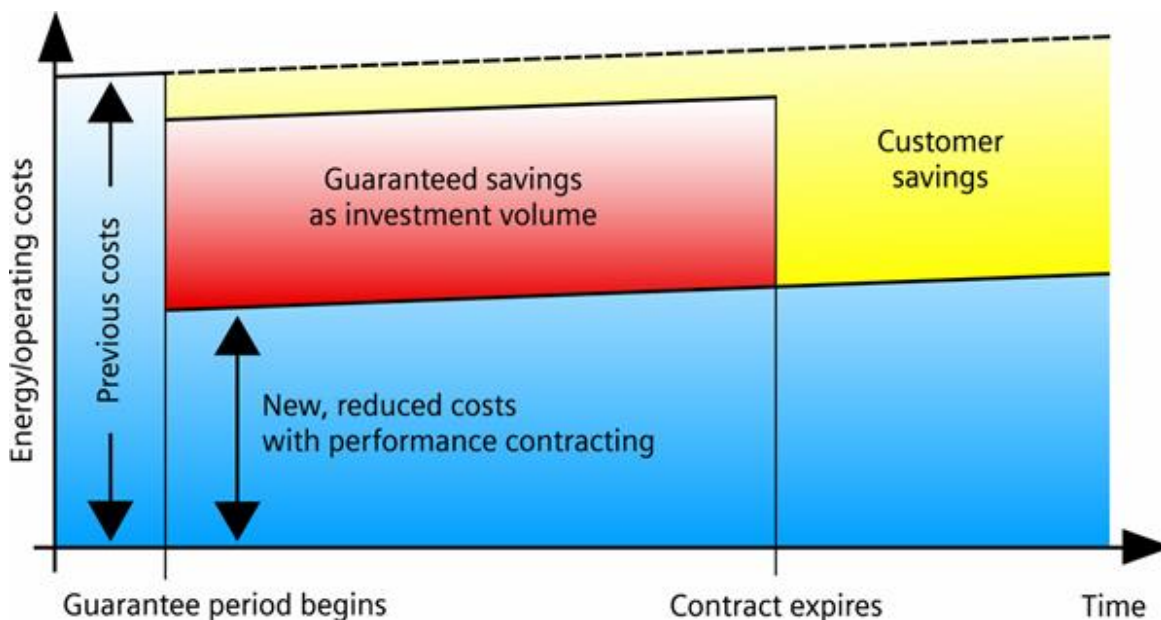 Energy/operating costs
Previous costs
Guaranteed savings
as investment volume
Customer
savings
New, reduced costs
with performance contracting
Guarantee period begins
Contract expires
Time